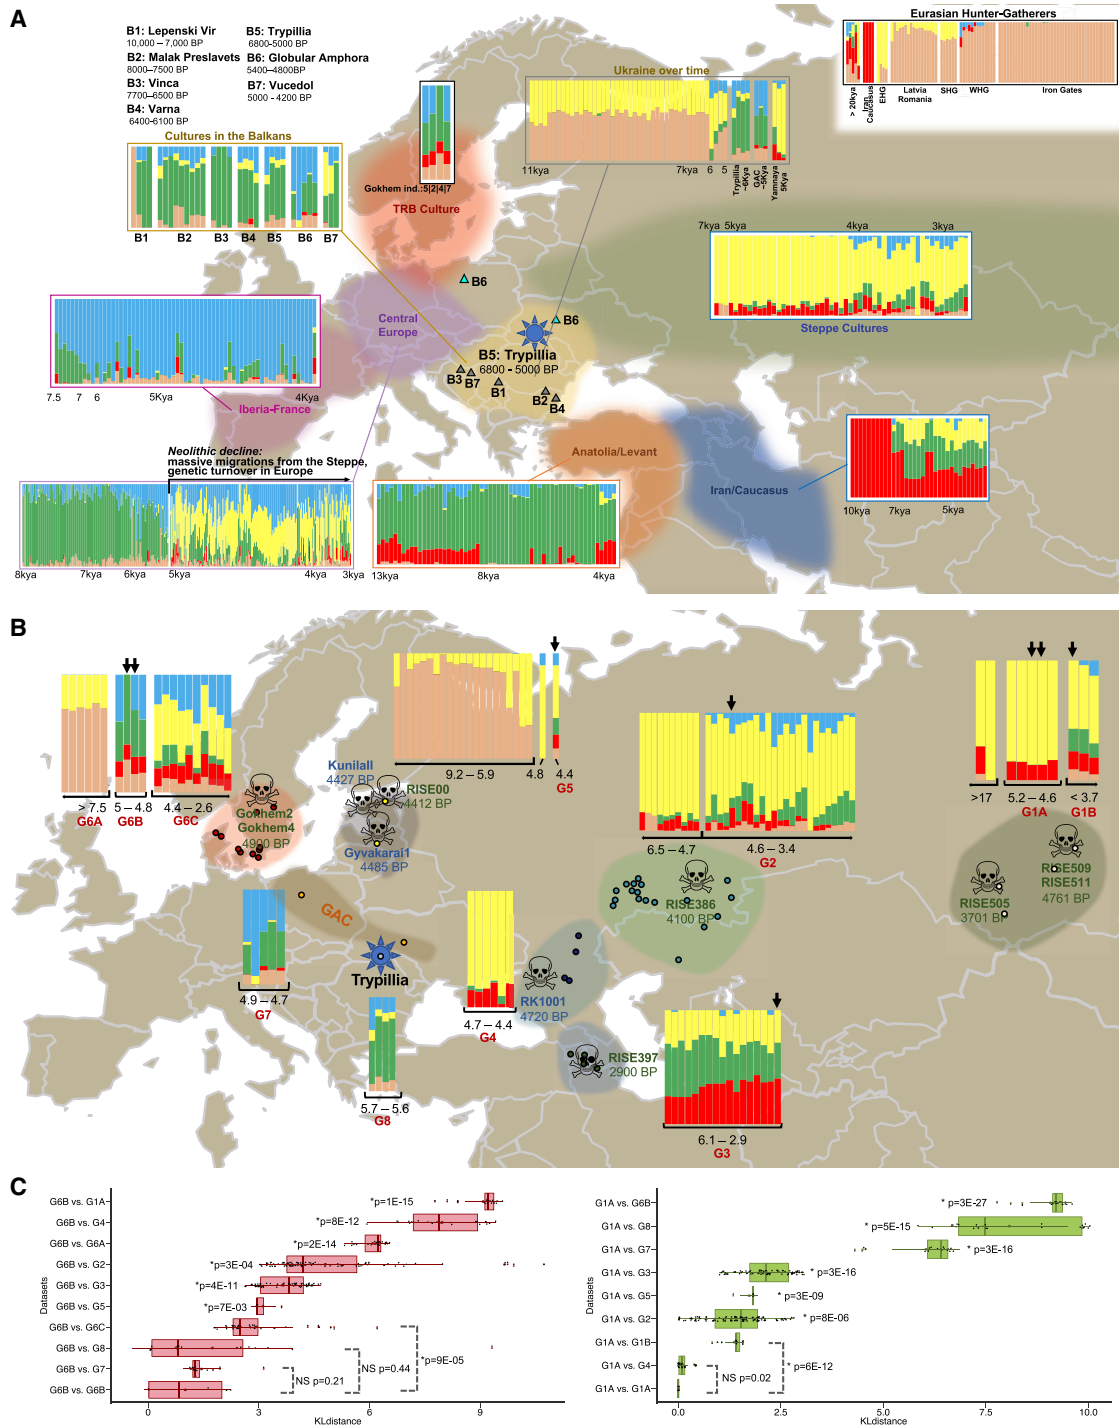 A
B1: Lepenski Vir
10,000 – 7,000 BP
B2: Malak Preslavets
8000–7500 BP
B3: Vinca
7700–6500 BP
B4: Varna
6400-6100 BP
B5: Trypillia
6800-5000 BP
B6: Globular Amphora
5400–4800BP
B7: Vucedol
5000 - 4200 BP
Cultures in the Balkans
B1 B2 B3 B4 B5 B6 B7
Gokhem ind.:5|2|4|7
TRB Culture
Ukraine over time
11kya 7kya 6 5
Trypillia ~6Kya
GAC ~5Kya
Yamnaya 5Kya
Eurasian Hunter-Gatherers
> 20kya
Iran Caucasus
EHG
Latvia Romania
SHG
WHG
Iron Gates
7kya 5kya 4kya 3kya
Steppe Cultures
B6
Central
Europe
B6
B5: Trypillia
6800 - 5000 BP
B3 B7 B1 B2 B4
7.5 7 6 5Kya 4Kya
Iberia-France
Neolithic decline:
massive migrations from the Steppe,
genetic turnover in Europe
8kya 7kya 6kya 5kya 4kya 3kya
Anatolia/Levant
13kya 8kya 4kya
Iran/Caucasus
10kya 7kya 5kya
B
> 7.5
G6A
5 – 4.8
G6B
4.4 – 2.6
G6C
Gokhem2
Gokhem4
4900 BP
KunilaII
4427 BP
RISE00
4412 BP
Gyvakarai1
4485 BP
9.2 – 5.9
4.8
4.4
G5
6.5 – 4.7
4.6 – 3.4
G2
>17
5.2 – 4.6
G1A
< 3.7
G1B
RISE386
4100 BP
RISE509
RISE511
4761 BP
RISE505
3701 BP
GAC
Trypillia
4.9 – 4.7
G7
5.7 – 5.6
G8
4.7 – 4.4
G4
RK1001
4720 BP
RISE397
2900 BP
6.1 – 2.9
G3
C
Datasets
G6B vs. G1A *p=1E-15
G6B vs. G4 *p=8E-12
G6B vs. G6A *p=2E-14
G6B vs. G2 *p=3E-04
G6B vs. G3 *p=4E-11
G6B vs. G5 *p=7E-03
G6B vs. G6C
G6B vs. G8
G6B vs. G7
G6B vs. G6B
NS p=0.21
NS p=0.44
*p=9E-05
0 3 6 9
KLdistance
Datasets
G1A vs. G6B * p=3E-27
G1A vs. G8 * p=5E-15
G1A vs. G7 * p=3E-16
G1A vs. G3 * p=3E-16
G1A vs. G5 * p=3E-09
G1A vs. G2 * p=8E-06
G1A vs. G1B
G1A vs. G4
G1A vs. G1A
NS p=0.02
* p=6E-12
0.0 2.5 5.0 7.5 10.0
KLdistance